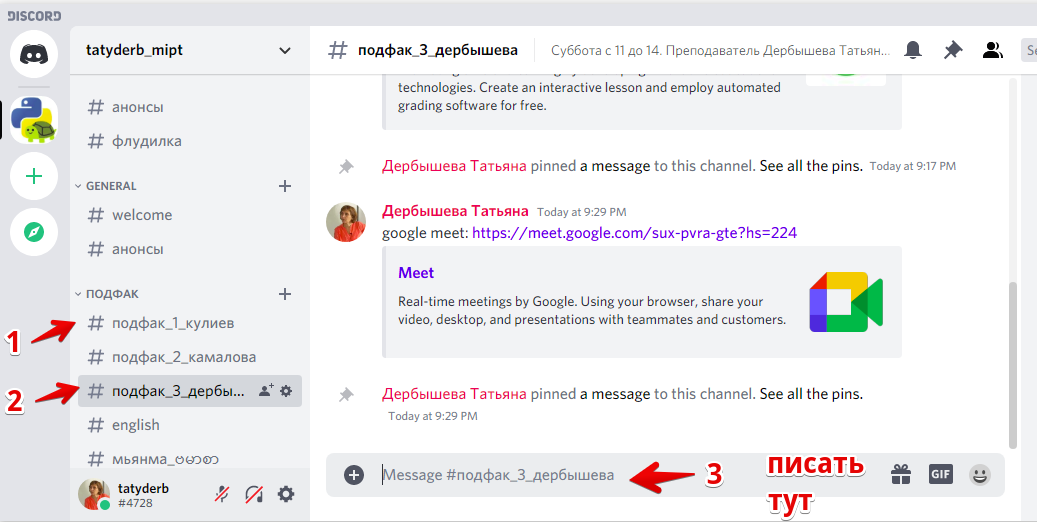 DISCORD
tatyderb_mipt
# анонсы
# флудилка
GENERAL
# welcome
# анонсы
ПОДФАК
1
# подфак_1_кулиев
# подфак_2_камалова
2
# подфак_3_дербы...
# english
# мьянма_ဗမာစာ
tatyderb
#4728
# подфак_3_дербышева
Суббота с 11 до 14. Преподаватель Дербышева Татьян...
Se
technologies. Create an interactive lesson and employ automated
grading software for free.
Дербышева Татьяна pinned a message to this channel. See all the pins. Today at 9:17 PM
Дербышева Татьяна Today at 9:29 PM
google meet: https://meet.google.com/sux-pvra-gte?hs=224
Meet
Real-time meetings by Google. Using your browser, share your
video, desktop, and presentations with teammates and customers.
Дербышева Татьяна pinned a message to this channel. See all the pins.
Today at 9:29 PM
Message #подфак_3_дербышева
3
писать
тут
GIF